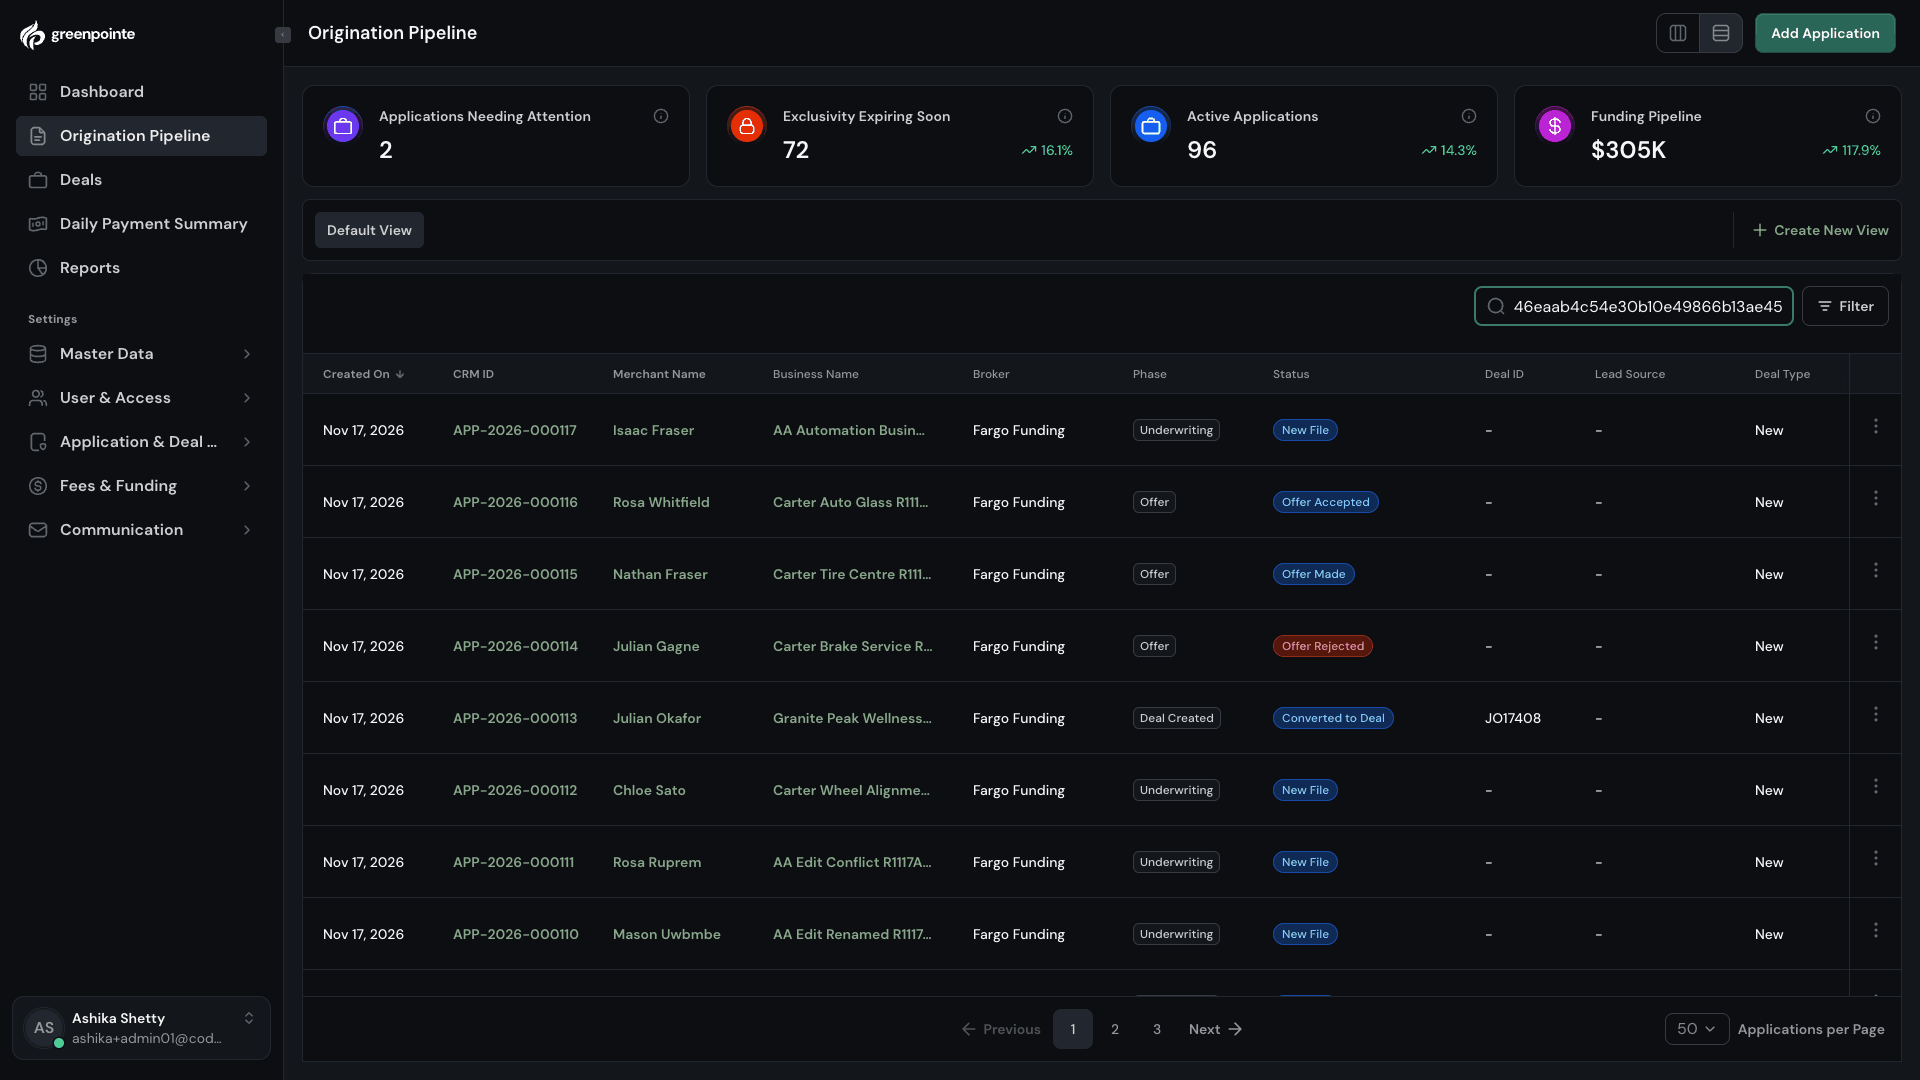 greenpointe
Origination Pipeline
Add Application
Dashboard
Origination Pipeline
Deals
Daily Payment Summary
Reports
Settings
Master Data
User & Access
Application & Deal ...
Fees & Funding
Communication
Applications Needing Attention
2
Exclusivity Expiring Soon
72
16.1%
Active Applications
96
14.3%
Funding Pipeline
$305K
117.9%
Default View
Create New View
46eaab4c54e30b10e49866b13ae45
Filter
Created On CRM ID Merchant Name Business Name Broker Phase Status Deal ID Lead Source Deal Type
Nov 17, 2026 APP-2026-000117 Isaac Fraser AA Automation Busin... Fargo Funding Underwriting New File - - New
Nov 17, 2026 APP-2026-000116 Rosa Whitfield Carter Auto Glass R111... Fargo Funding Offer Offer Accepted - - New
Nov 17, 2026 APP-2026-000115 Nathan Fraser Carter Tire Centre R111... Fargo Funding Offer Offer Made - - New
Nov 17, 2026 APP-2026-000114 Julian Gagne Carter Brake Service R... Fargo Funding Offer Offer Rejected - - New
Nov 17, 2026 APP-2026-000113 Julian Okafor Granite Peak Wellness... Fargo Funding Deal Created Converted to Deal JO17408 - New
Nov 17, 2026 APP-2026-000112 Chloe Sato Carter Wheel Alignme... Fargo Funding Underwriting New File - - New
Nov 17, 2026 APP-2026-000111 Rosa Ruprem AA Edit Conflict R1117A... Fargo Funding Underwriting New File - - New
Nov 17, 2026 APP-2026-000110 Mason Uwbmbe AA Edit Renamed R1117... Fargo Funding Underwriting New File - - New
Previous 1 2 3 Next
50 Applications per Page
AS
Ashika Shetty
ashika+admin01@cod...